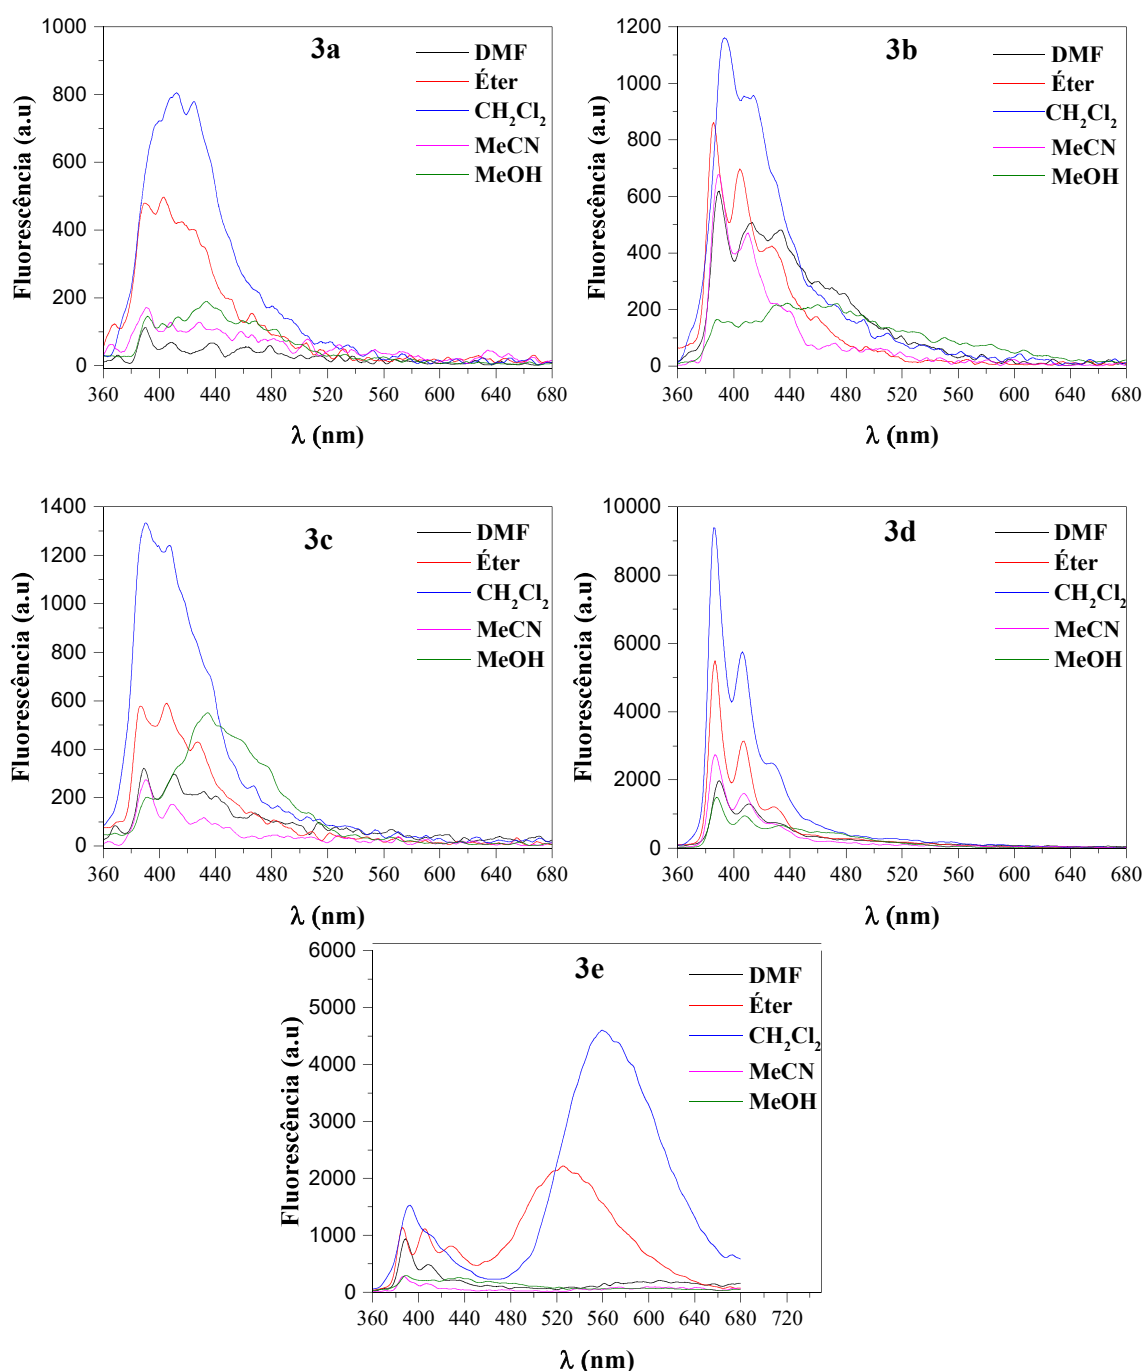 3a
DMF
Éter
CH₂Cl₂
MeCN
MeOH
1000
800
600
400
200
0
360 400 440 480 520 560 600 640 680
Fluorescência (a.u)
λ (nm)
3b
DMF
Éter
CH₂Cl₂
MeCN
MeOH
1200
1000
800
600
400
200
0
360 400 440 480 520 560 600 640 680
Fluorescência (a.u)
λ (nm)
3c
DMF
Éter
CH₂Cl₂
MeCN
MeOH
1400
1200
1000
800
600
400
200
0
360 400 440 480 520 560 600 640 680
Fluorescência (a.u)
λ (nm)
3d
DMF
Éter
CH₂Cl₂
MeCN
MeOH
10000
8000
6000
4000
2000
0
360 400 440 480 520 560 600 640 680
Fluorescência (a.u)
λ (nm)
3e
DMF
Éter
CH₂Cl₂
MeCN
MeOH
6000
5000
4000
3000
2000
1000
0
360 400 440 480 520 560 600 640 680 720
Fluorescência (a.u)
λ (nm)